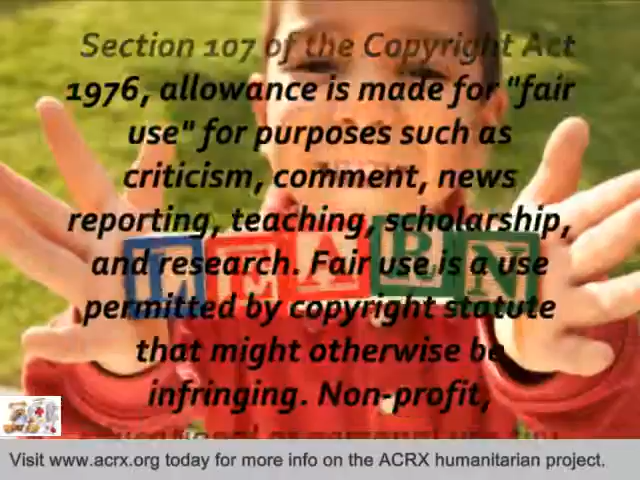 Section 107 of the Copyright Act
1976, allowance is made for "fair
use" for purposes such as
criticism, comment, news
reporting, teaching, scholarship,
LEARN
and research. Fair use is a use
permitted by copyright statute
that might otherwise be
infringing. Non-profit,
Visit www.acrx.org today for more info on the ACRX humanitarian project.